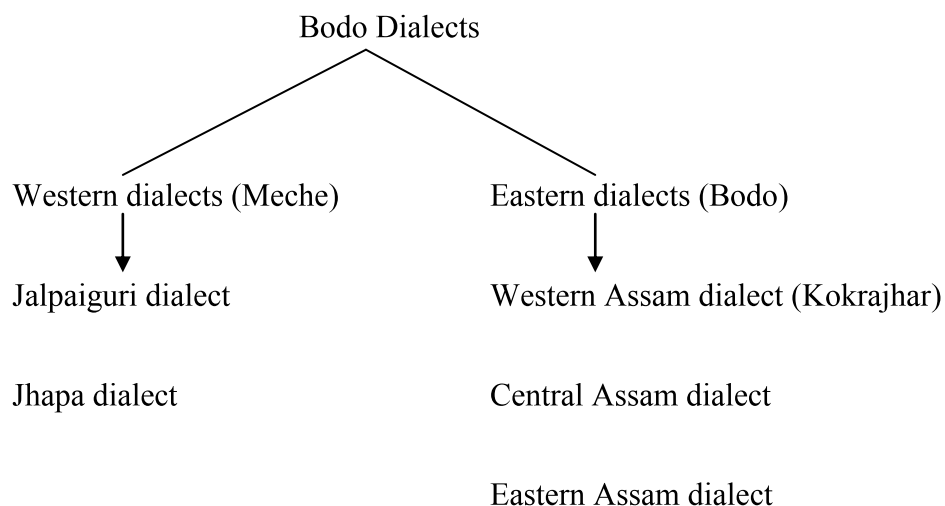 Bodo Dialects
Western dialects (Meche)
Eastern dialects (Bodo)
Jalpaiguri dialect
Western Assam dialect (Kokrajhar)
Jhapa dialect
Central Assam dialect
Eastern Assam dialect